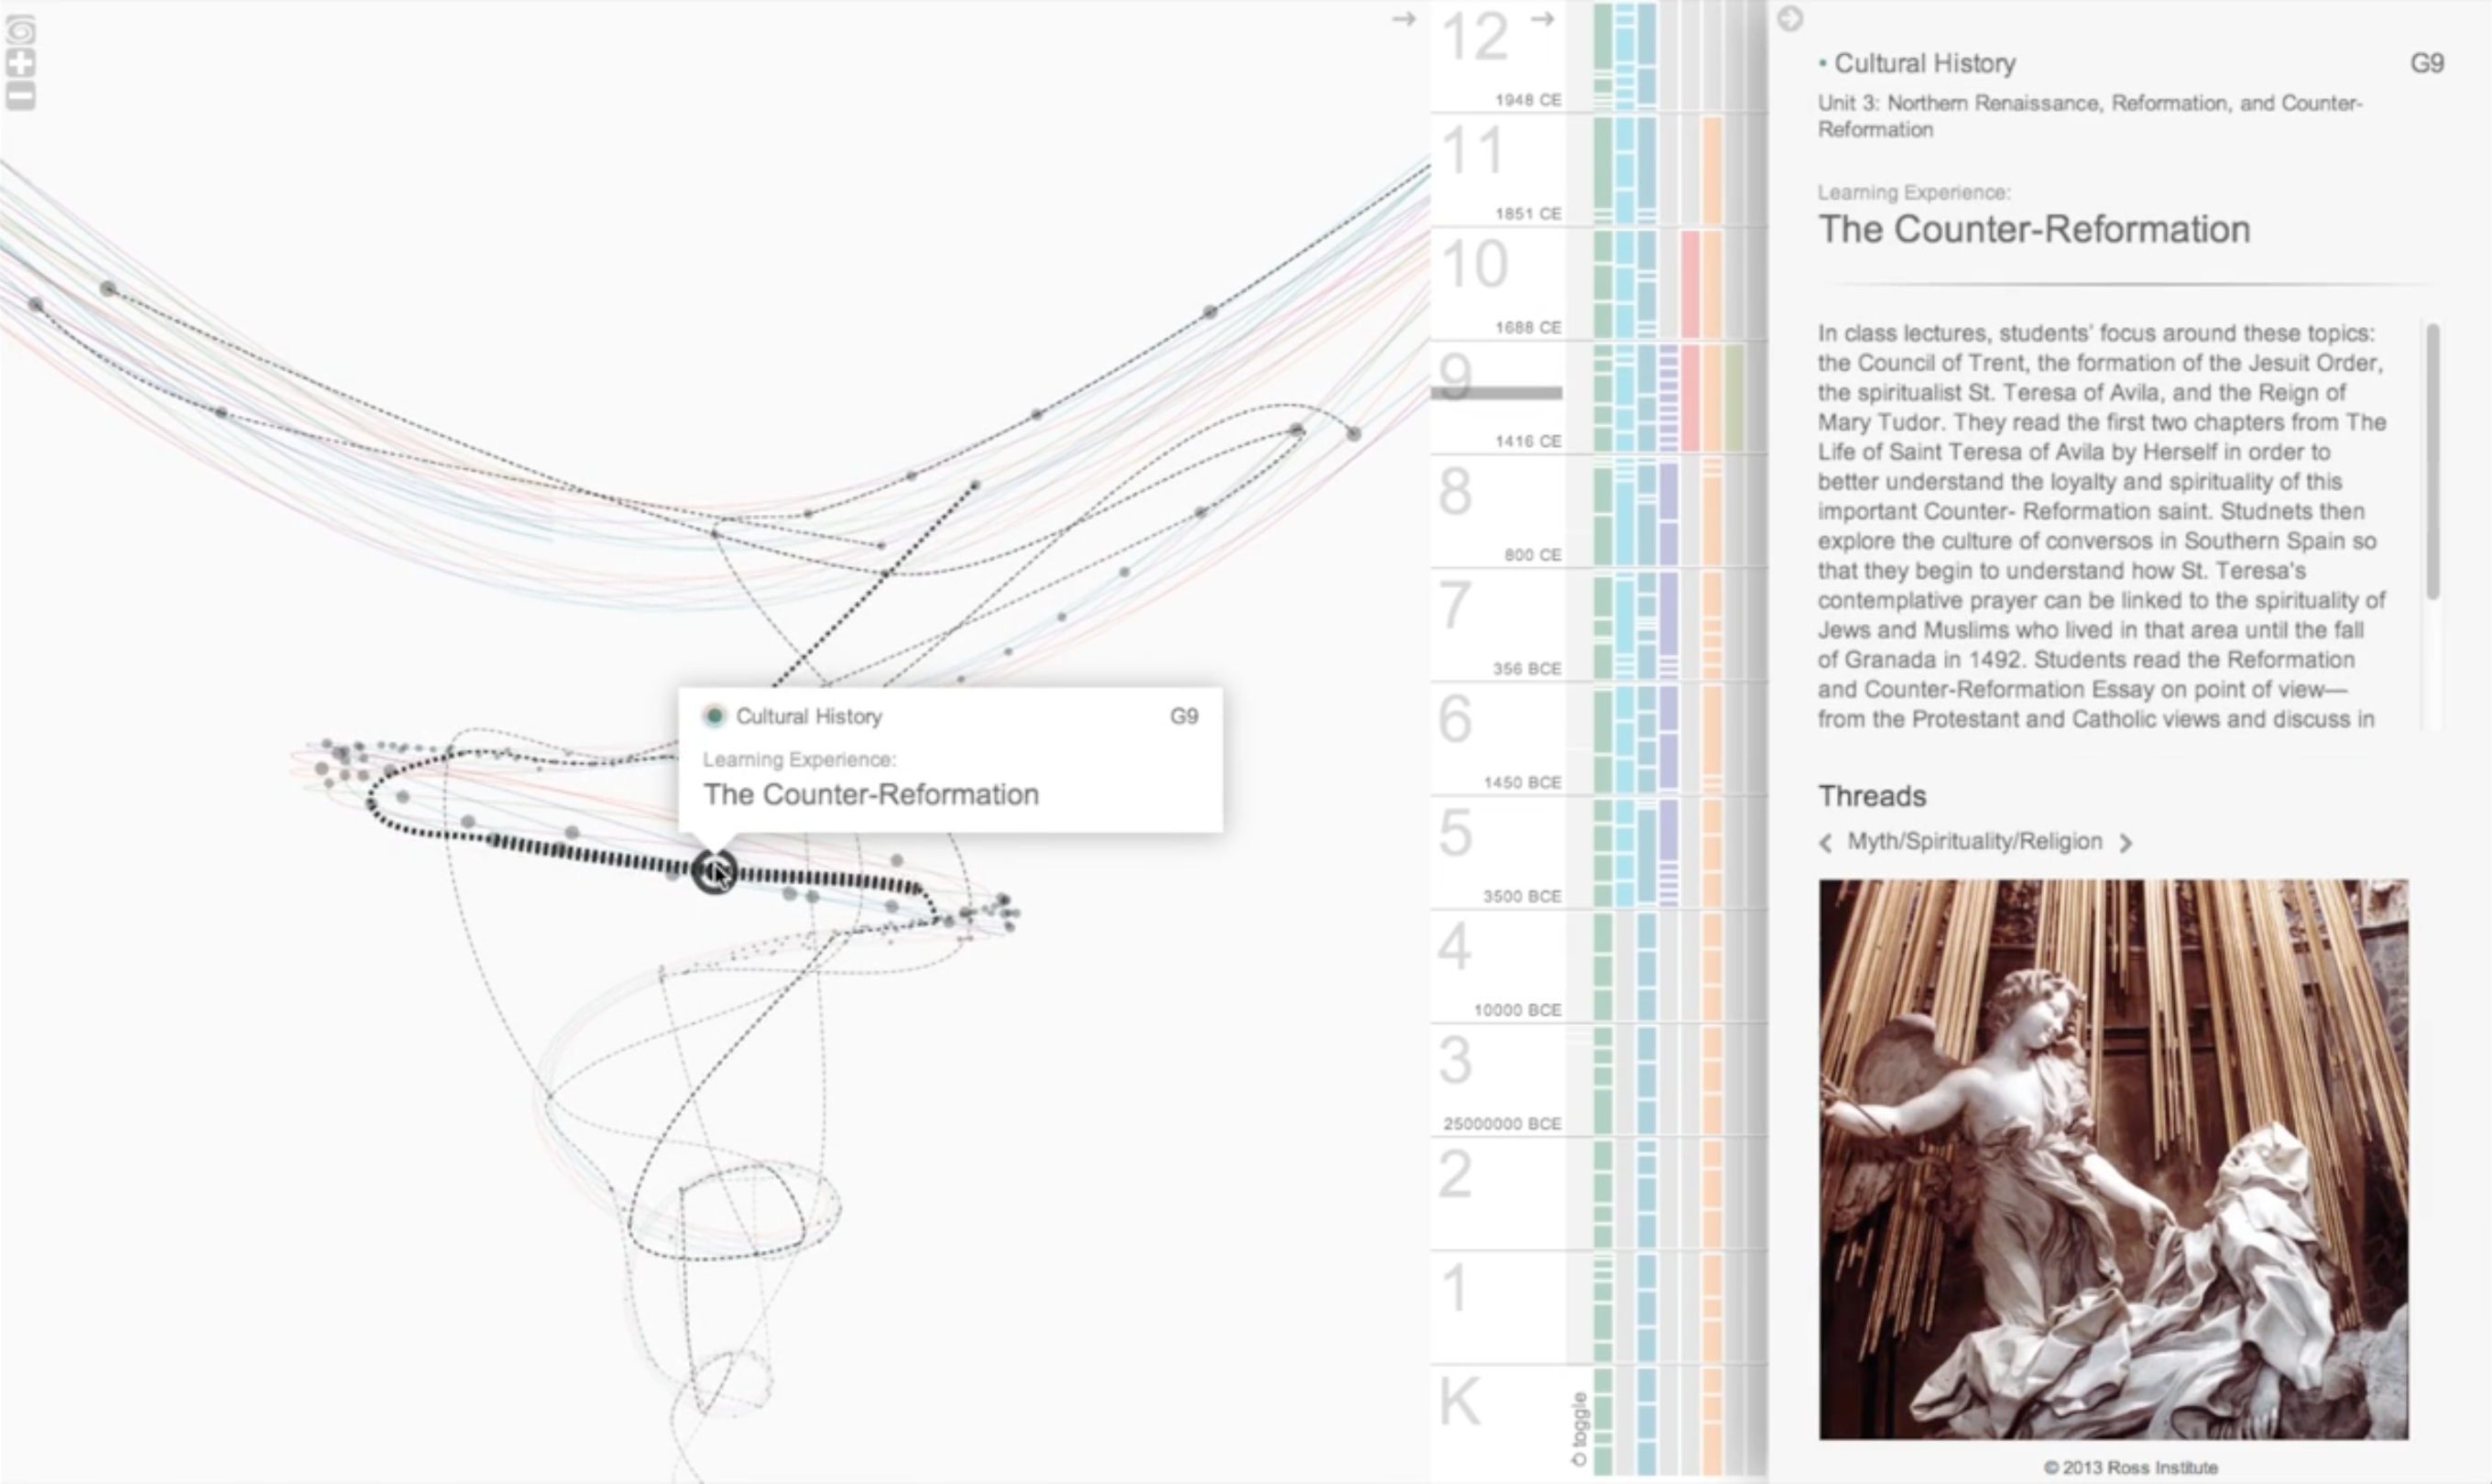 12
1948 CE
11
1851 CE
10
1688 CE
9
1416 CE
8
800 CE
7
356 BCE
6
1450 BCE
5
3500 BCE
4
10000 BCE
3
25000000 BCE
2
1
K
toggle
Cultural History G9
Learning Experience:
The Counter-Reformation
• Cultural History G9
Unit 3: Northern Renaissance, Reformation, and Counter-
Reformation
Learning Experience:
The Counter-Reformation
In class lectures, students' focus around these topics:
the Council of Trent, the formation of the Jesuit Order,
the spiritualist St. Teresa of Avila, and the Reign of
Mary Tudor. They read the first two chapters from The
Life of Saint Teresa of Avila by Herself in order to
better understand the loyalty and spirituality of this
important Counter- Reformation saint. Studnets then
explore the culture of conversos in Southern Spain so
that they begin to understand how St. Teresa's
contemplative prayer can be linked to the spirituality of
Jews and Muslims who lived in that area until the fall
of Granada in 1492. Students read the Reformation
and Counter-Reformation Essay on point of view—
from the Protestant and Catholic views and discuss in
Threads
Myth/Spirituality/Religion
© 2013 Ross Institute